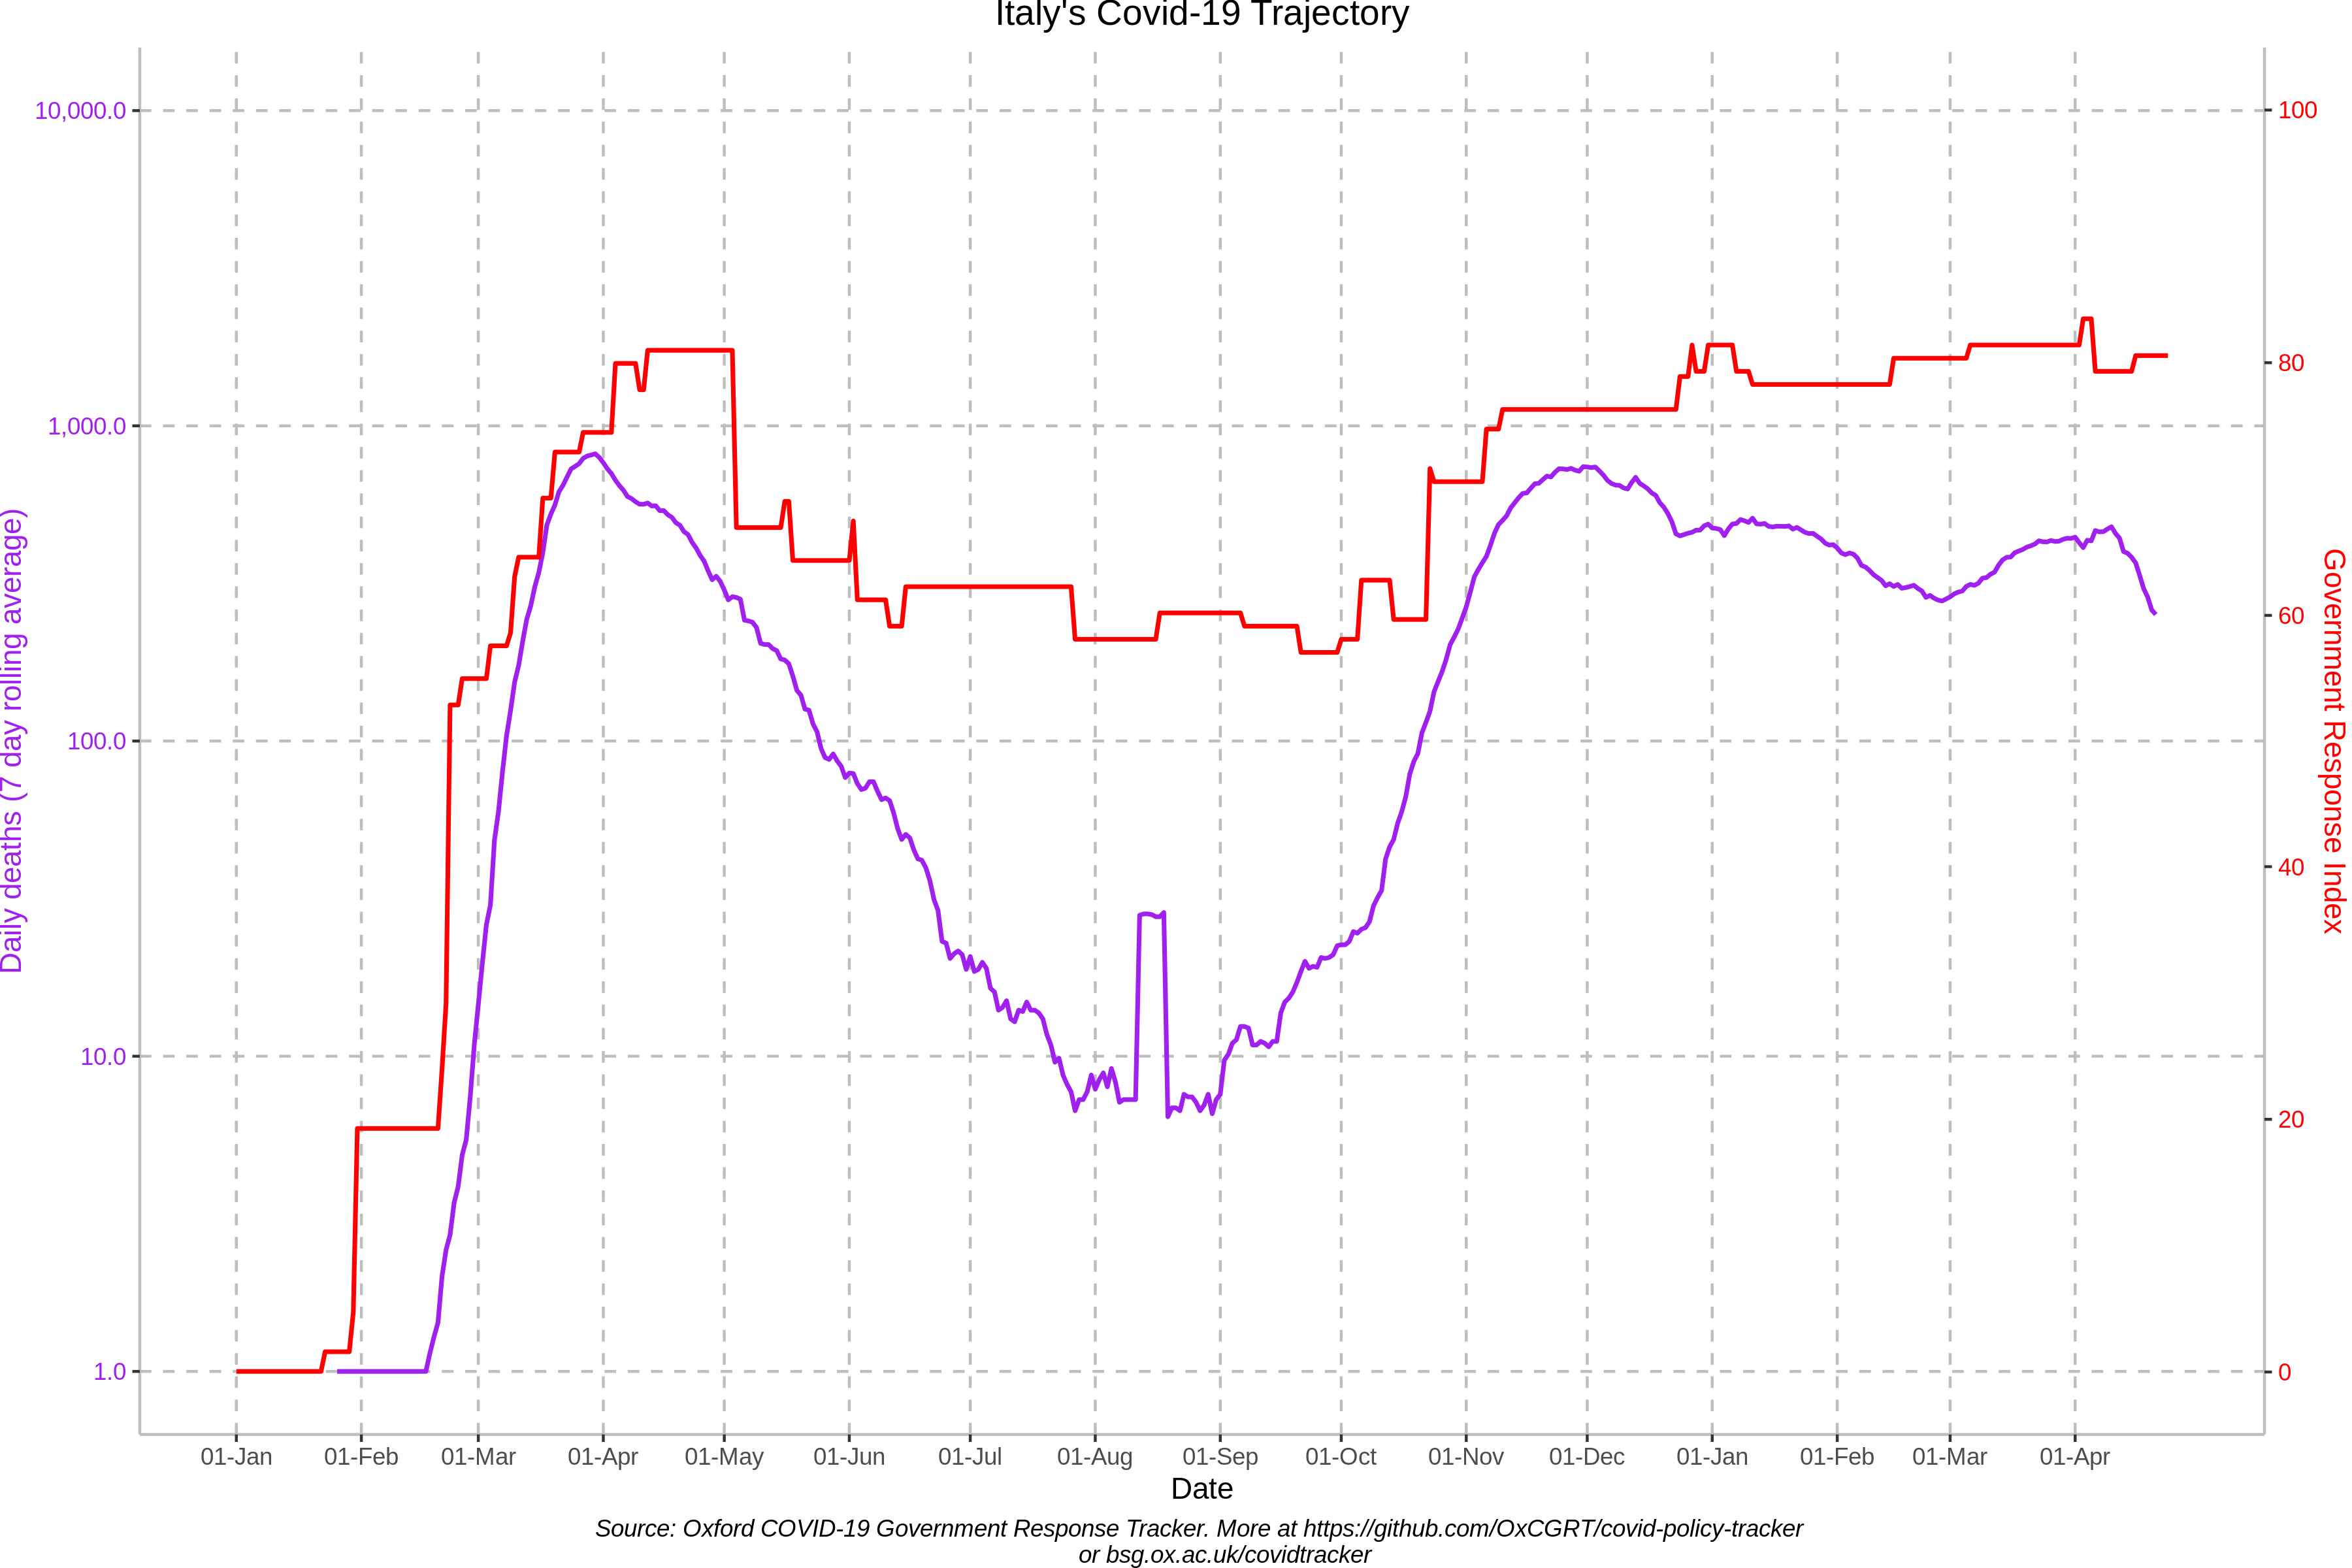 Italy's Covid-19 Trajectory
10,000.0
1,000.0
100.0
10.0
1.0
Daily deaths (7 day rolling average)
100
80
60
40
20
0
Government Response Index
01-Jan 01-Feb 01-Mar 01-Apr 01-May 01-Jun 01-Jul 01-Aug 01-Sep 01-Oct 01-Nov 01-Dec 01-Jan 01-Feb 01-Mar 01-Apr
Date
Source: Oxford COVID-19 Government Response Tracker. More at https://github.com/OxCGRT/covid-policy-tracker
or bsg.ox.ac.uk/covidtracker